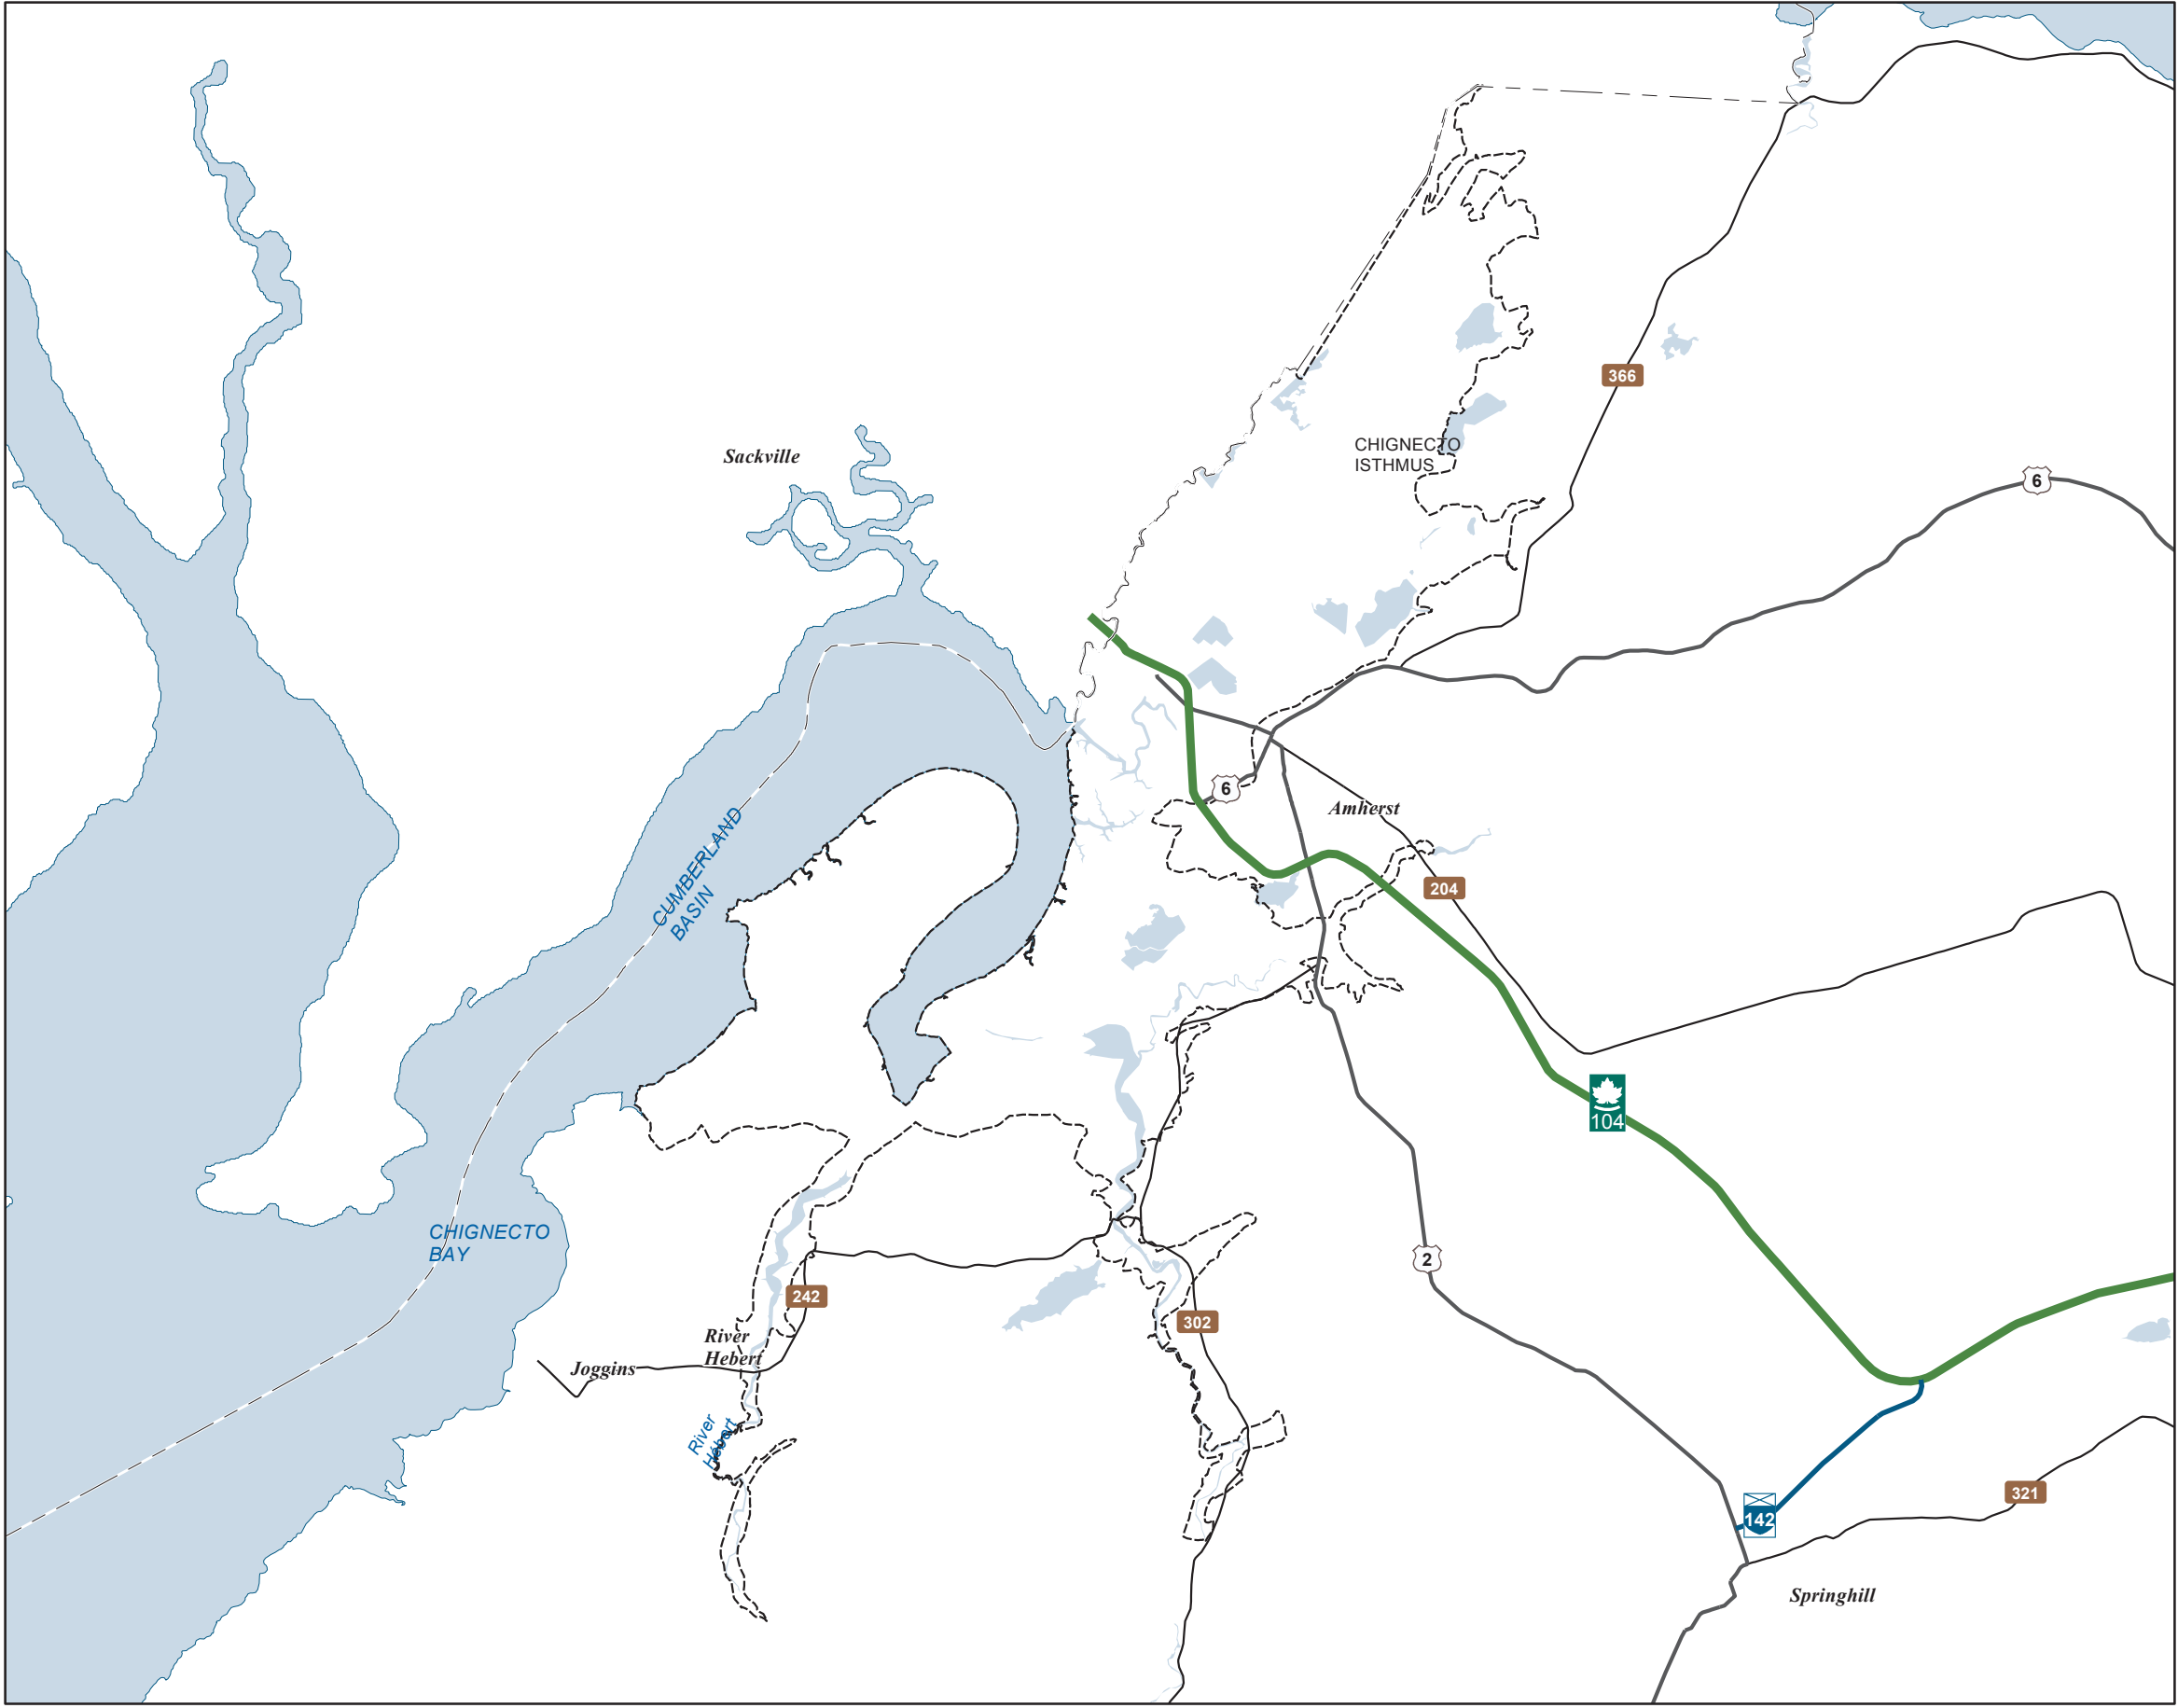 366
Sackville
CHIGNECTO
ISTHMUS
6
6
Amherst
CUMBERLAND
BASIN
204
104
CHIGNECTO
BAY
2
242
302
River
Hebert
Joggins
River
Hébert
321
142
Springhill